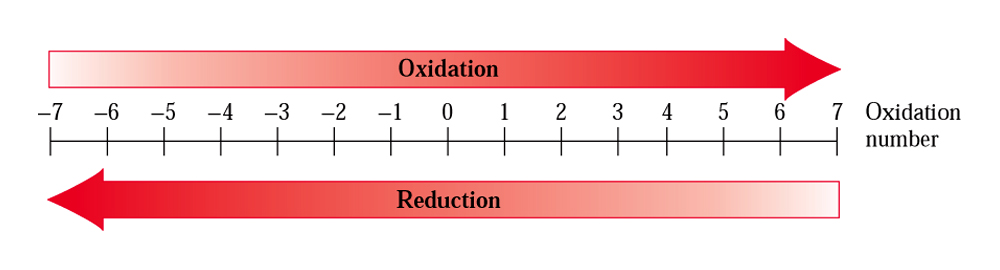 Oxidation
–7 –6 –5 –4 –3 –2 –1 0 1 2 3 4 5 6 7 Oxidation
number
Reduction